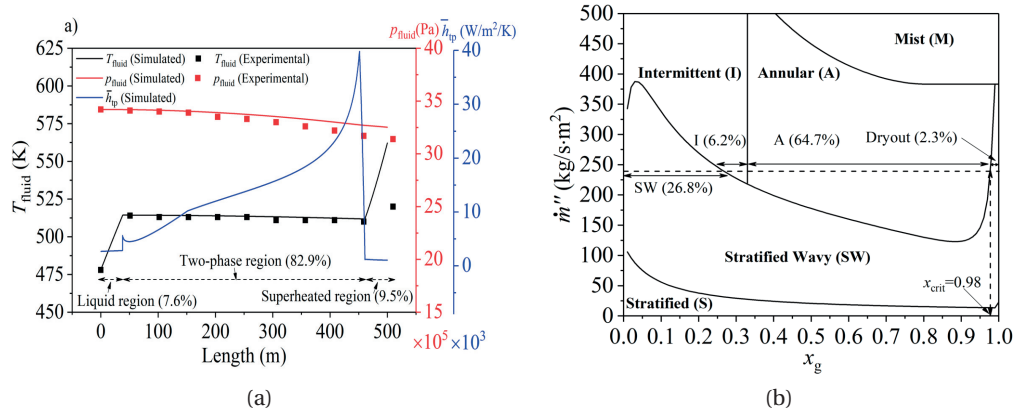 a)
p_fluid (Pa) h̅_tp (W/m²/K)
T_fluid (Simulated) T_fluid (Experimental)
p_fluid (Simulated) p_fluid (Experimental)
h̅_tp (Simulated)
625
600
575
550
525
500
475
450
T_fluid (K)
40
35
30
25
20
15
40
30
20
10
0
×10⁵ ×10³
Two-phase region (82.9%)
Liquid region (7.6%)
Superheated region (9.5%)
0 100 200 300 400 500
Length (m)
(a)
b)
500
450
400
350
300
250
200
150
100
50
0
ṁ'' (kg/s·m²)
Mist (M)
Intermittent (I) Annular (A)
Dryout (2.3%)
I (6.2%) A (64.7%)
SW (26.8%)
Stratified Wavy (SW)
x_crit=0.98
Stratified (S)
0.0 0.1 0.2 0.3 0.4 0.5 0.6 0.7 0.8 0.9 1.0
x_g
(b)